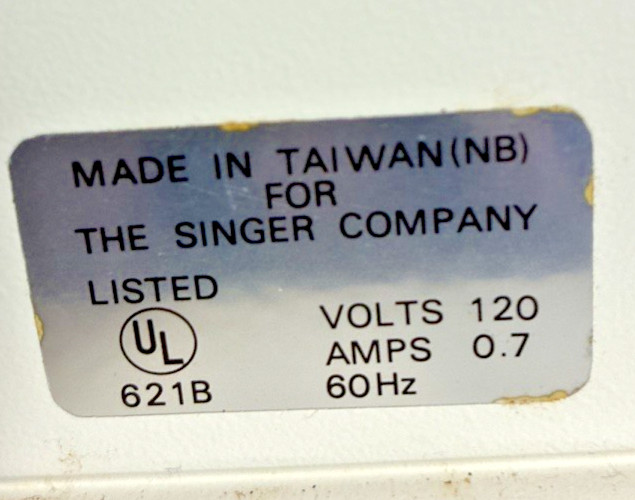 MADE IN TAIWAN(NB)
FOR
THE SINGER COMPANY
LISTED
UL
621B
VOLTS 120
AMPS 0.7
60Hz